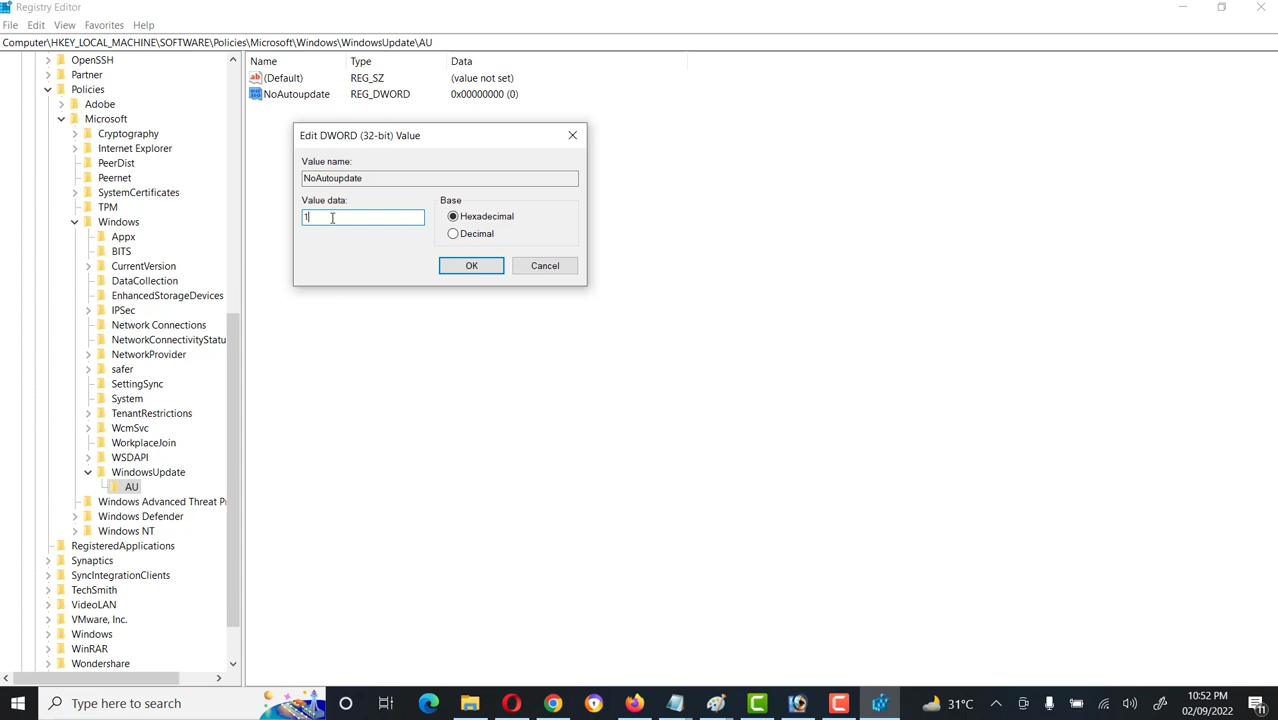 Registry Editor
File Edit View Favorites Help
Computer\HKEY_LOCAL_MACHINE\SOFTWARE\Policies\Microsoft\Windows\WindowsUpdate\AU
OpenSSH
Partner
Policies
Adobe
Microsoft
Cryptography
Internet Explorer
PeerDist
Peernet
SystemCertificates
TPM
Windows
Appx
BITS
CurrentVersion
DataCollection
EnhancedStorageDevices
IPSec
Network Connections
NetworkConnectivityStatu
NetworkProvider
safer
SettingSync
System
TenantRestrictions
WcmSvc
WorkplaceJoin
WSDAPI
WindowsUpdate
AU
Windows Advanced Threat Pr
Windows Defender
Windows NT
RegisteredApplications
Synaptics
SyncIntegrationClients
TechSmith
VideoLAN
VMware, Inc.
Windows
WinRAR
Wondershare
Name Type Data
ab (Default) REG_SZ (value not set)
NoAutoupdate REG_DWORD 0x00000000 (0)
Edit DWORD (32-bit) Value
Value name:
NoAutoupdate
Value data:
1
Base
Hexadecimal
Decimal
OK Cancel
Type here to search
31°C
10:52 PM
02/09/2022
11